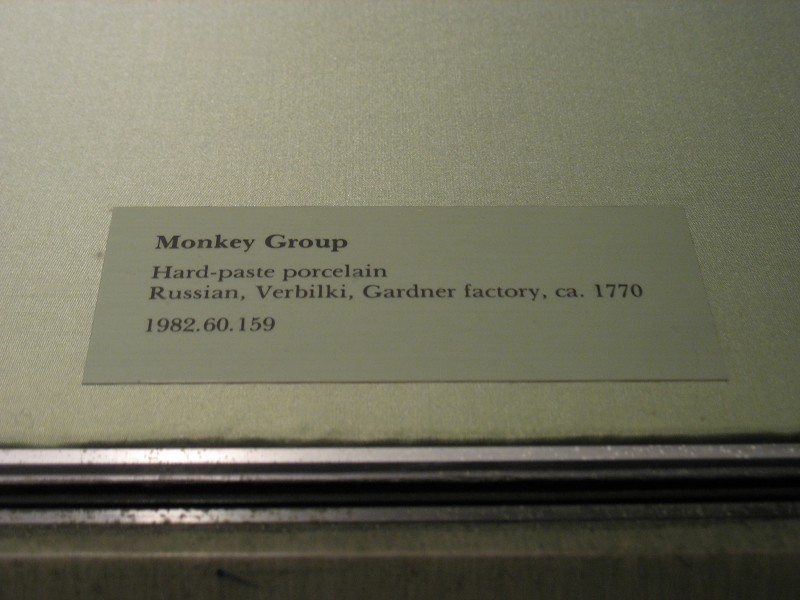 Monkey Group
Hard-paste porcelain
Russian, Verbilki, Gardner factory, ca. 1770
1982.60.159